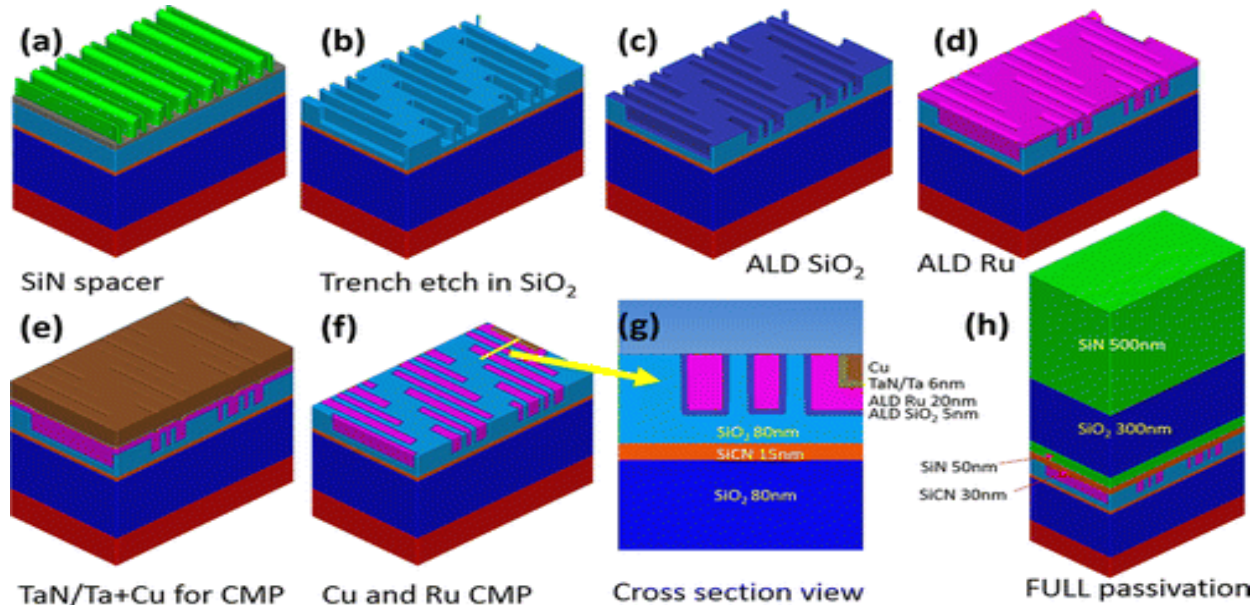 (a)
(b)
(c)
(d)
SiN spacer
Trench etch in SiO₂
ALD SiO₂
ALD Ru
(e)
(f)
(g)
(h)
Cu
TaN/Ta 6nm
ALD Ru 20nm
ALD SiO₂ 5nm
SiO₂ 80nm
SiCN 15nm
SiO₂ 80nm
SiN 500nm
SiO₂ 300nm
SiN 50nm
SiCN 30nm
TaN/Ta+Cu for CMP
Cu and Ru CMP
Cross section view
FULL passivation